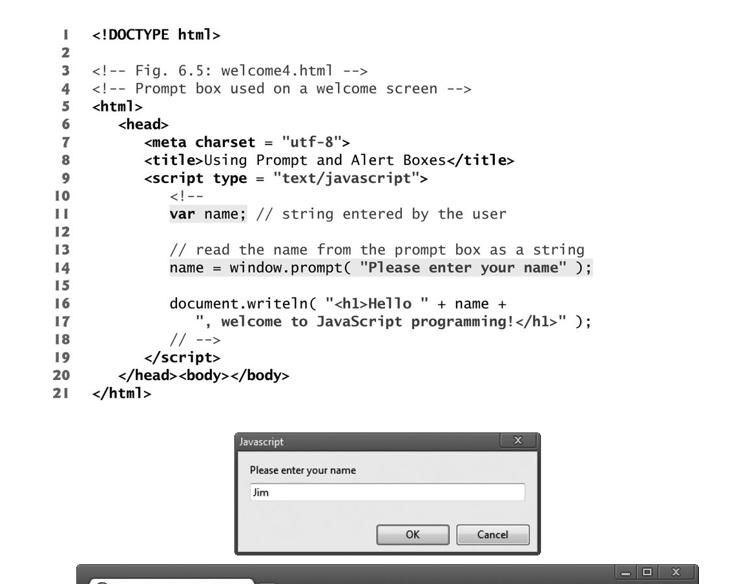 1 <!DOCTYPE html>
2
3 <!-- Fig. 6.5: welcome4.html -->
4 <!-- Prompt box used on a welcome screen -->
5 <html>
6 <head>
7 <meta charset = "utf-8">
8 <title>Using Prompt and Alert Boxes</title>
9 <script type = "text/javascript">
10 <!--
11 var name; // string entered by the user
12
13 // read the name from the prompt box as a string
14 name = window.prompt( "Please enter your name" );
15
16 document.writeln( "<h1>Hello " + name +
17 ", welcome to JavaScript programming!</h1>" );
18 // -->
19 </script>
20 </head><body></body>
21 </html>
Javascript
Please enter your name
Jim
OK Cancel